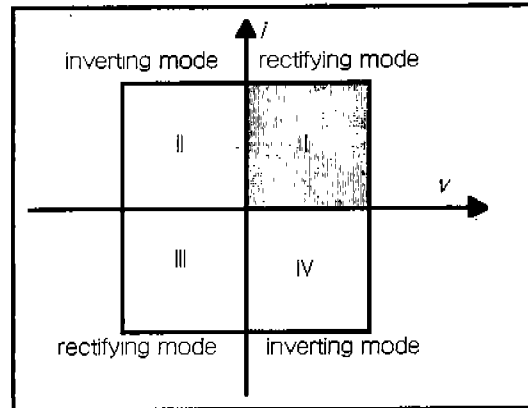 i
inverting mode rectifying mode
II I
v
III IV
rectifying mode inverting mode